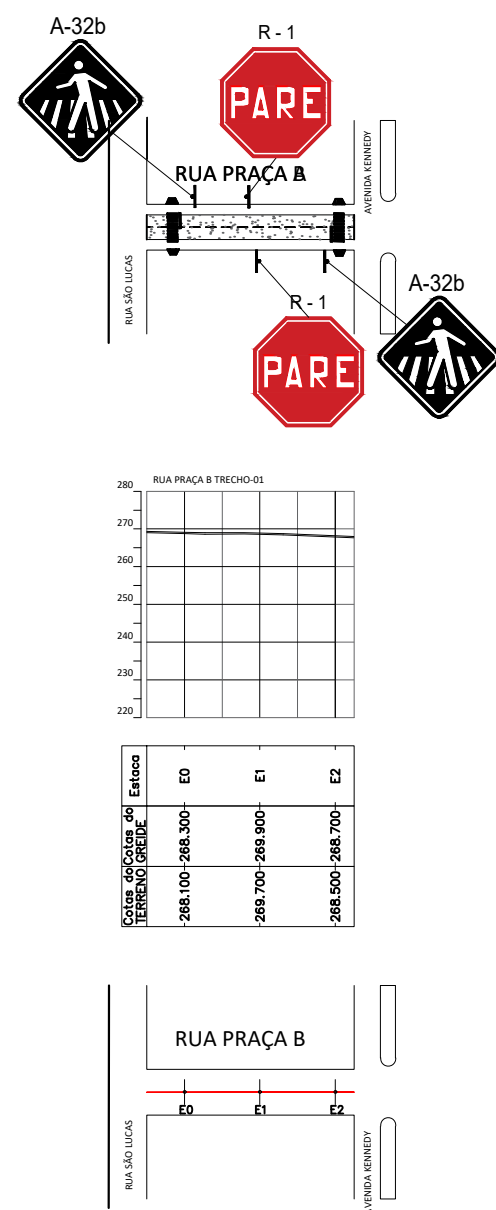 A-32b
R - 1
PARE
RUA PRAÇA A
AVENIDA KENNEDY
RUA SÃO LUCAS
A-32b
R - 1
PARE
RUA PRAÇA B TRECHO-01
280
270
260
250
240
230
220
Estaca E0 E1 E2
Cotas do GREIDE 268.300 269.900 268.700
Cotas do TERRENO 268.100 269.700 268.500
RUA PRAÇA B
E0 E1 E2
RUA SÃO LUCAS
AVENIDA KENNEDY